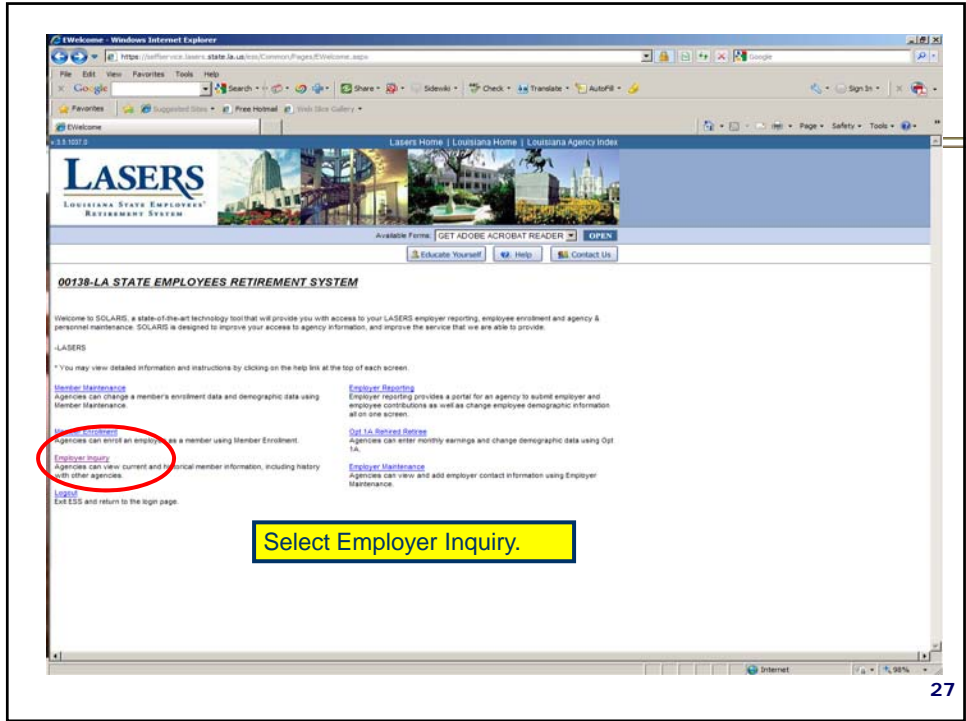 EWelcome - Windows Internet Explorer
https://selfservice.lasers.state.la.us/ess/Common/Pages/EWelcome.aspx
Google
File Edit View Favorites Tools Help
Google Search Share Sidewiki Check Translate AutoFill Sign In
Favorites Suggested Sites Free Hotmail Web Slice Gallery
EWelcome Page Safety Tools
v.3.5.1037.0 Lasers Home | Louisiana Home | Louisiana Agency Index
LASERS
LOUISIANA STATE EMPLOYEES'
RETIREMENT SYSTEM
Available Forms: GET ADOBE ACROBAT READER OPEN
Educate Yourself Help Contact Us
00138-LA STATE EMPLOYEES RETIREMENT SYSTEM
Welcome to SOLARIS, a state-of-the-art technology tool that will provide you with access to your LASERS employer reporting, employee enrollment and agency &
personnel maintenance. SOLARIS is designed to improve your access to agency information, and improve the service that we are able to provide.
-LASERS
* You may view detailed information and instructions by clicking on the help link at the top of each screen.
Member Maintenance
Agencies can change a member's enrollment data and demographic data using
Member Maintenance.
Member Enrollment
Agencies can enroll an employee as a member using Member Enrollment.
Employer Inquiry
Agencies can view current and historical member information, including history
with other agencies.
Logout
Exit ESS and return to the login page.
Employer Reporting
Employer reporting provides a portal for an agency to submit employer and
employee contributions as well as change employee demographic information
all on one screen.
Opt 1A Rehired Retiree
Agencies can enter monthly earnings and change demographic data using Opt
1A.
Employer Maintenance
Agencies can view and add employer contact information using Employer
Maintenance.
Select Employer Inquiry.
Internet 98%
27